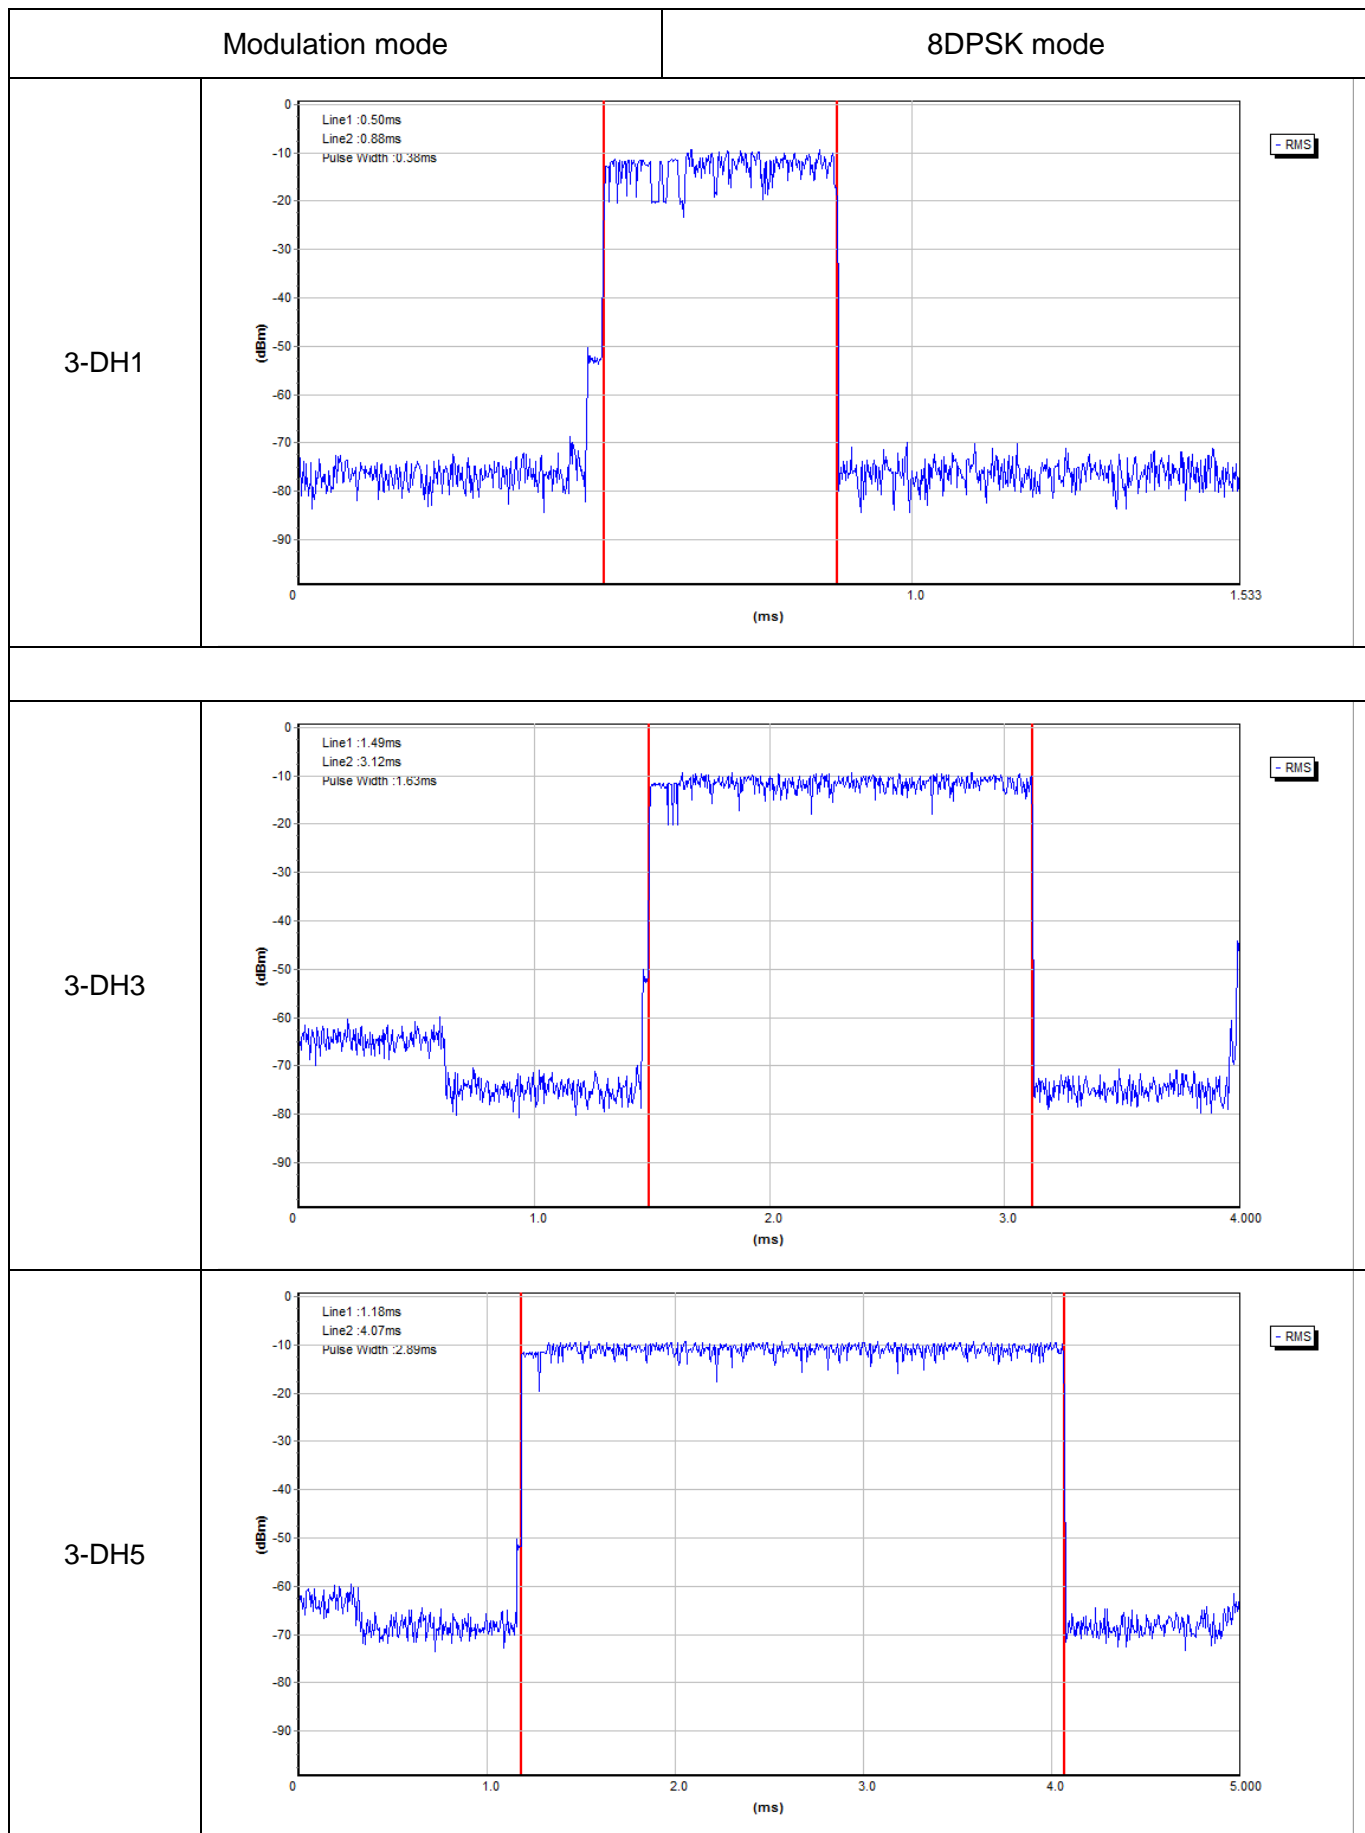 Modulation mode 8DPSK mode
3-DH1
Line1 :0.50ms
Line2 :0.88ms
Pulse Width :0.38ms
- RMS
0
-10
-20
-30
-40
-50
-60
-70
-80
-90
(dBm)
0 1.0 1.533
(ms)
3-DH3
Line1 :1.49ms
Line2 :3.12ms
Pulse Width :1.63ms
- RMS
0
-10
-20
-30
-40
-50
-60
-70
-80
-90
(dBm)
0 1.0 2.0 3.0 4.000
(ms)
3-DH5
Line1 :1.18ms
Line2 :4.07ms
Pulse Width :2.89ms
- RMS
0
-10
-20
-30
-40
-50
-60
-70
-80
-90
(dBm)
0 1.0 2.0 3.0 4.0 5.000
(ms)